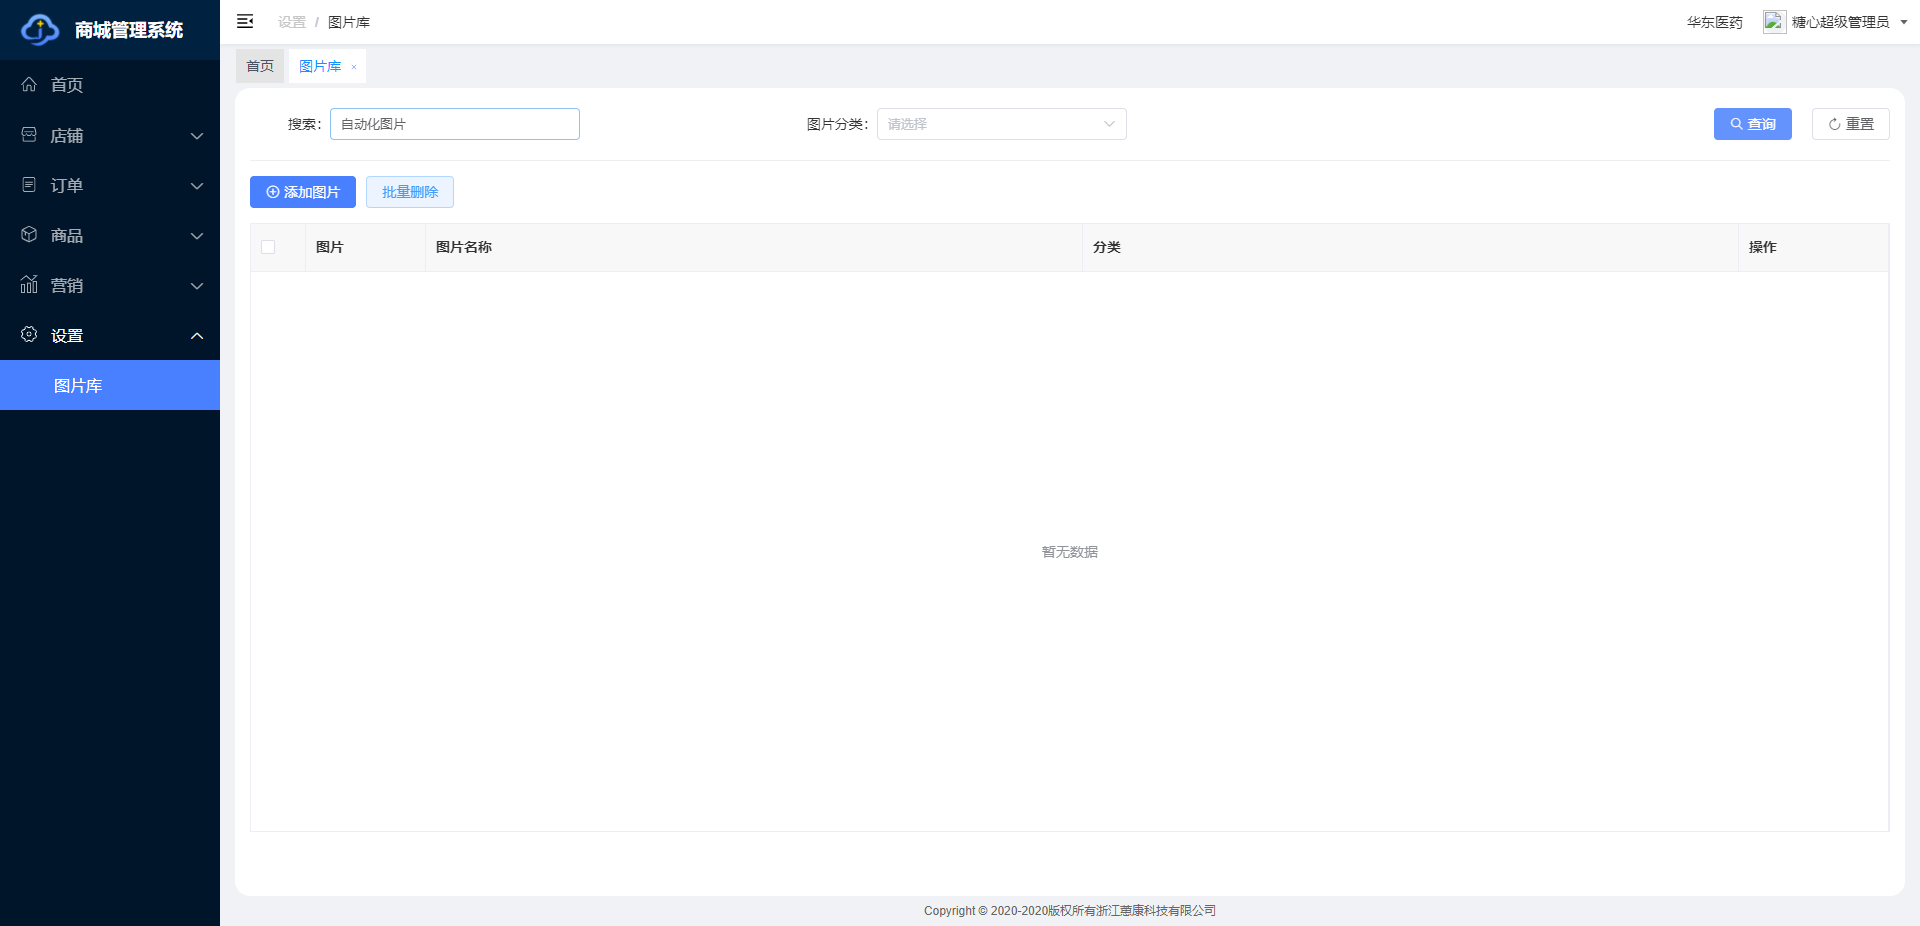 商城管理系统
设置 / 图片库
华东医药
糖心超级管理员
首页
图片库 ×
首页
店铺
订单
商品
营销
设置
图片库
搜索: 自动化图片
图片分类: 请选择
查询
重置
添加图片
批量删除
图片 图片名称 分类 操作
暂无数据
Copyright © 2020-2020版权所有浙江蒽康科技有限公司